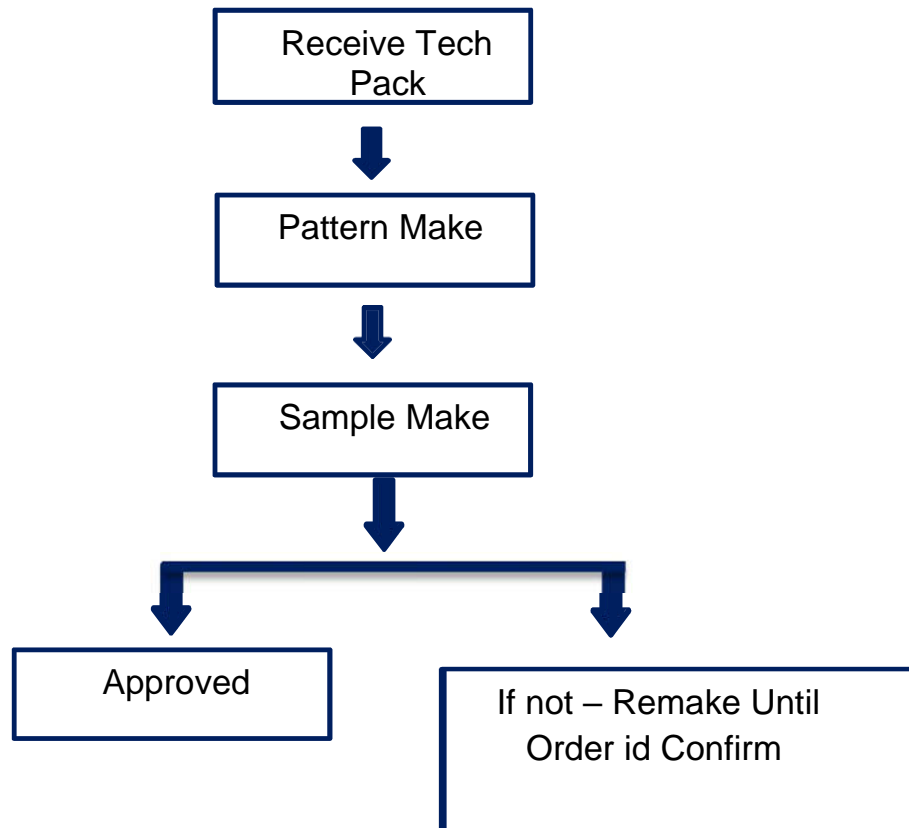 Receive Tech
Pack
Pattern Make
Sample Make
Approved
If not – Remake Until
Order id Confirm